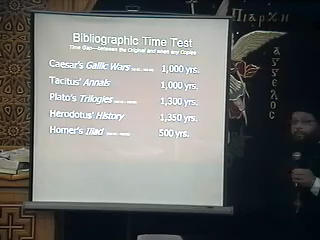 Bibliographic Time Test
Time Gap—between the Original and when any Copies
Caesar's Gallic Wars 1,000 yrs.
Tacitus' Annals 1,000 yrs.
Plato's Trilogies 1,300 yrs.
Herodotus' History 1,350 yrs.
Homer's Iliad 500 yrs.